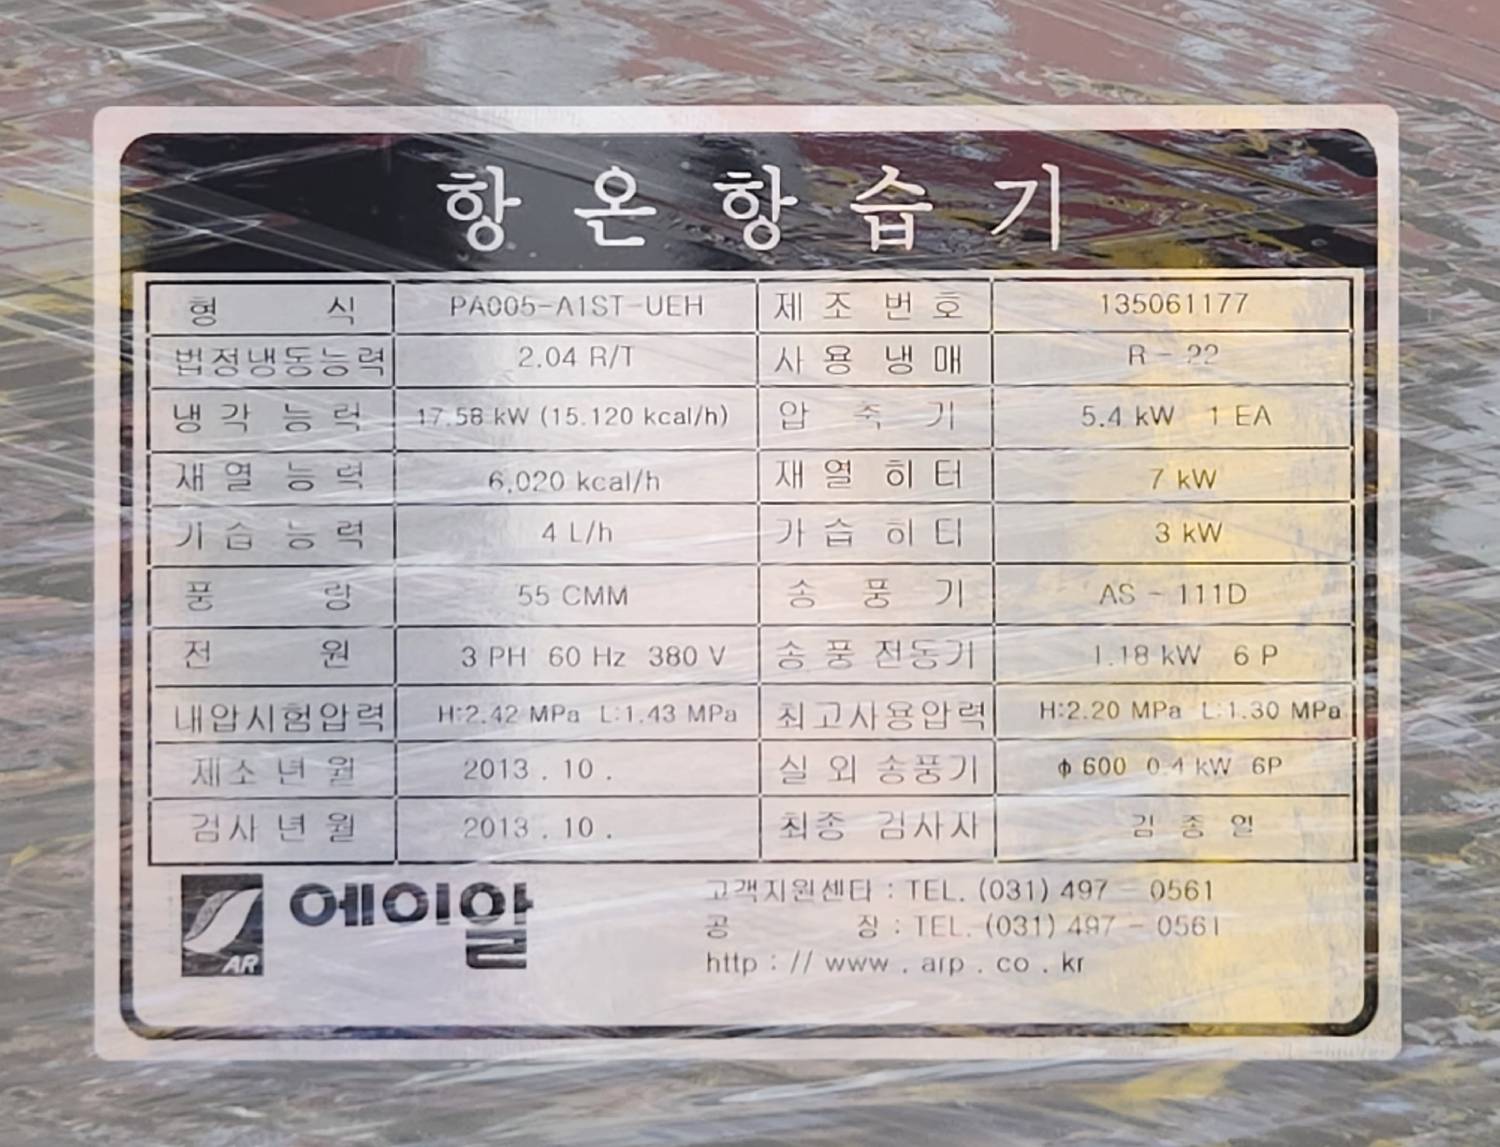 항온항습기
형 식 PA005-A1ST-UEH 제조번호 135061177
법정냉동능력 2.04 R/T 사용냉매 R - 22
냉각능력 17.58 kW (15.120 kcal/h) 압축기 5.4 kW 1 EA
재열능력 6,020 kcal/h 재열히터 7 kW
가습능력 4 L/h 가습히터 3 kW
풍 량 55 CMM 송풍기 AS - 111D
전 원 3 PH 60 Hz 380 V 송풍전동기 1.18 kW 6 P
내압시험압력 H:2.42 MPa L:1.43 MPa 최고사용압력 H:2.20 MPa L:1.30 MPa
제조년월 2013 . 10 . 실외송풍기 ϕ 600 0.4 kW 6P
검사년월 2013 . 10 . 최종 검사자 김종일
AR 에이알
고객지원센타 : TEL. (031) 497 - 0561
공 장 : TEL. (031) 497 - 0561
http : // www . arp . co . kr